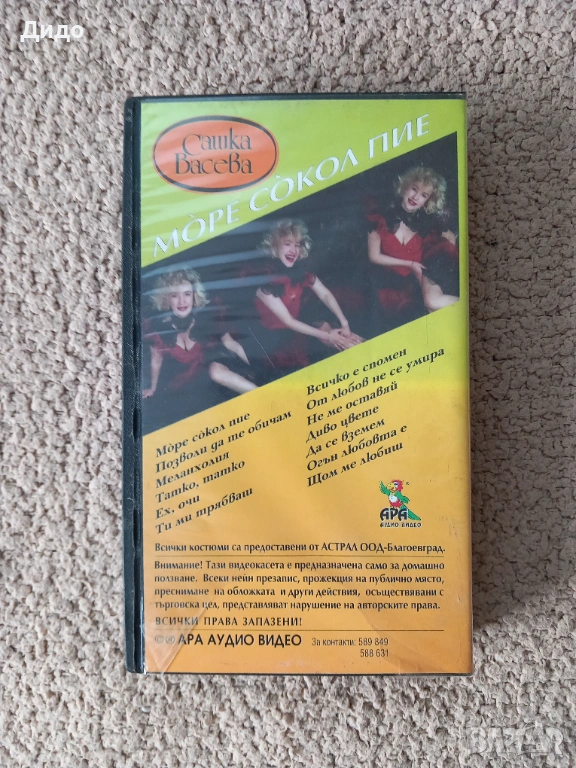 Дидо
Сашка
Васева
МÒРЕ СÒКОЛ ПИЕ
Мòре сòкол пие
Позволи да те обичам
Меланхолия
Татко, татко
Ех, очи
Ти ми трябваш
Всичко е спомен
От любов не се умира
Не ме оставяй
Диво цвете
Да се вземем
Огън любовта е
Щом ме любиш
АРА
АУДИО-ВИДЕО
Всички костюми са предоставени от АСТРАЛ ООД-Благоевград.
Внимание! Тази видеокасета е предназначена само за домашно
ползване. Всеки нейн презапис, прожекция на публично място,
преснимане на обложката и други действия, осъществявани с
търговска цел, представляват нарушение на авторските права.
ВСИЧКИ ПРАВА ЗАПАЗЕНИ!
©℗ АРА АУДИО ВИДЕО
За контакти: 589 849
588 631